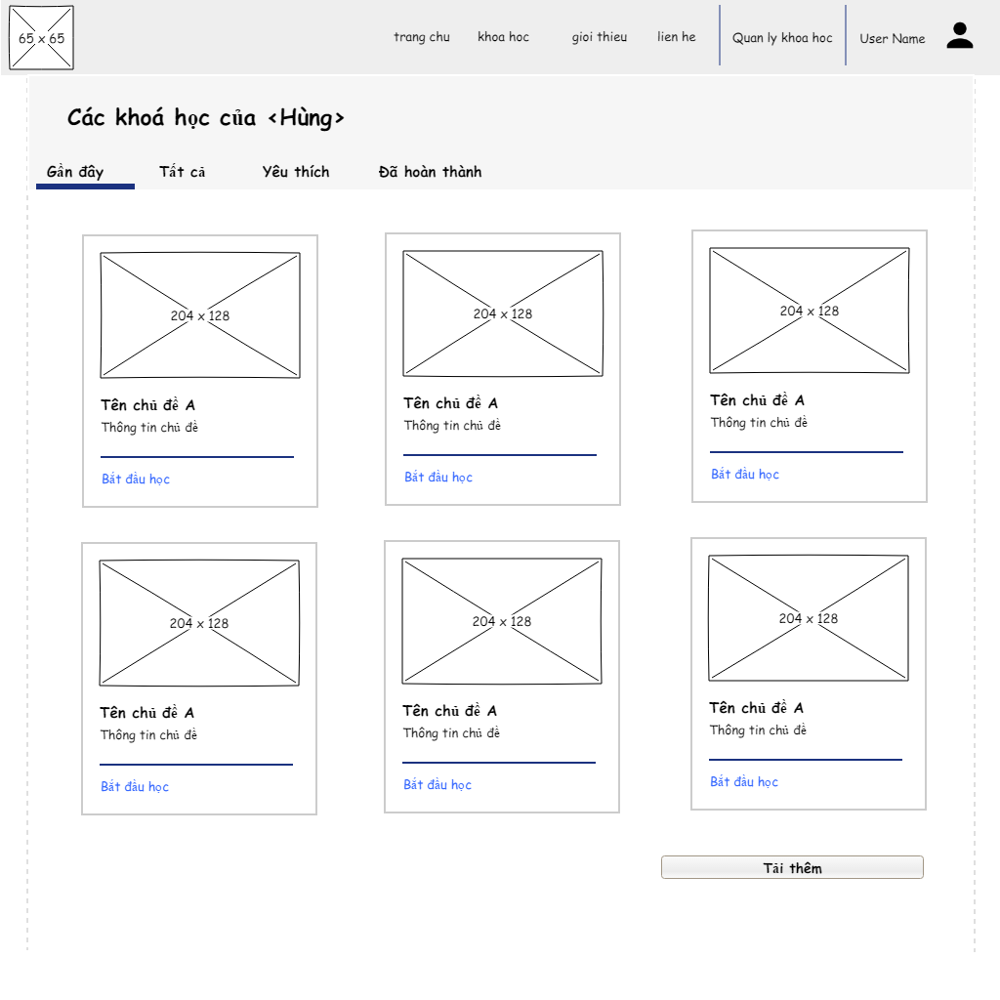 65 x 65
trang chu khoa hoc gioi thieu lien he Quan ly khoa hoc User Name
Các khoá học của <Hùng>
Gần đây Tất cả Yêu thích Đã hoàn thành
204 x 128 204 x 128 204 x 128
Tên chủ đề A Tên chủ đề A Tên chủ đề A
Thông tin chủ đề Thông tin chủ đề Thông tin chủ đề
Bắt đầu học Bắt đầu học Bắt đầu học
204 x 128 204 x 128 204 x 128
Tên chủ đề A Tên chủ đề A Tên chủ đề A
Thông tin chủ đề Thông tin chủ đề Thông tin chủ đề
Bắt đầu học Bắt đầu học Bắt đầu học
Tải thêm